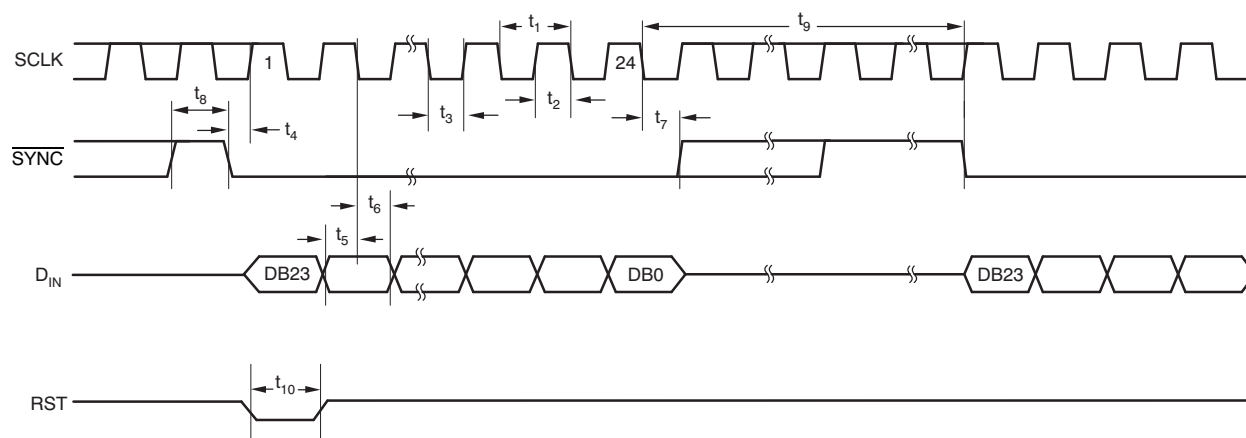 t1
t9
SCLK
1
24
t8
t4
t3
t2
t7
SYNC
t6
t5
DIN
DB23
DB0
DB23
t10
RST